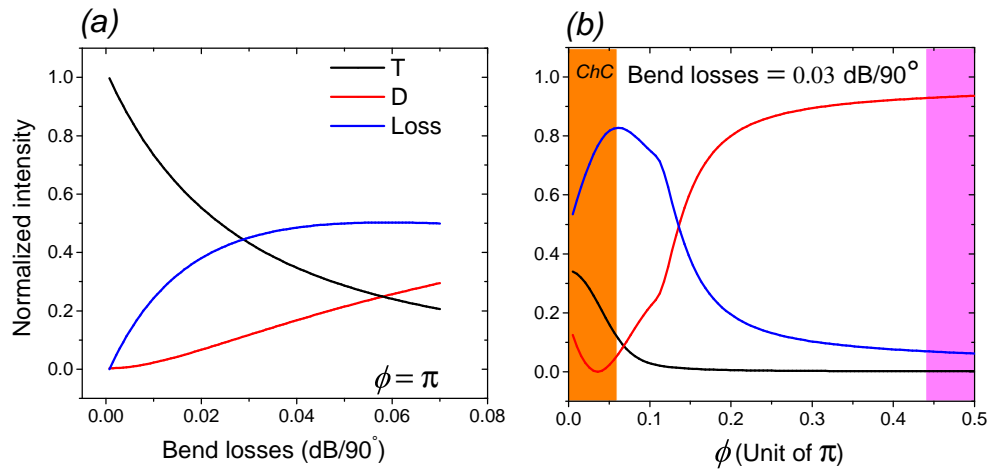 (a)
1.0
0.8
0.6
0.4
0.2
0.0
Normalized intensity
T
D
Loss
ϕ = π
0.00 0.02 0.04 0.06 0.08
Bend losses (dB/90°)
(b)
ChC
Bend losses = 0.03 dB/90°
1.0
0.8
0.6
0.4
0.2
0.0
0.0 0.1 0.2 0.3 0.4 0.5
ϕ (Unit of π)